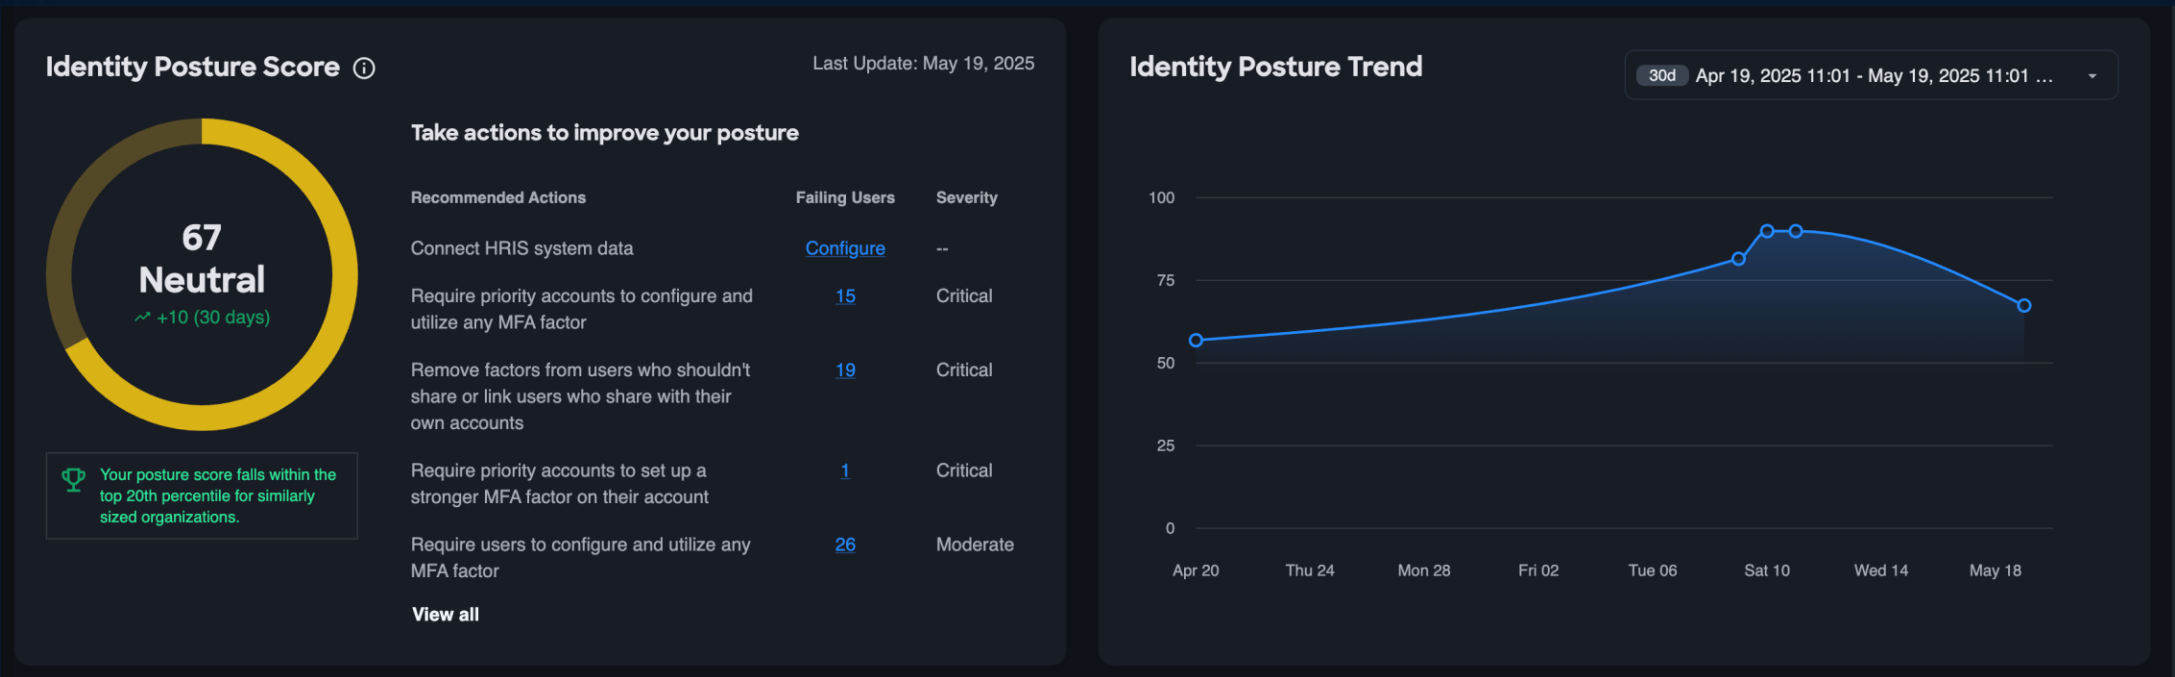 Identity Posture Score
Last Update: May 19, 2025
67
Neutral
+10 (30 days)
Your posture score falls within the
top 20th percentile for similarly
sized organizations.
Take actions to improve your posture
Recommended Actions Failing Users Severity
Connect HRIS system data Configure --
Require priority accounts to configure and 15 Critical
utilize any MFA factor
Remove factors from users who shouldn't 19 Critical
share or link users who share with their
own accounts
Require priority accounts to set up a 1 Critical
stronger MFA factor on their account
Require users to configure and utilize any 26 Moderate
MFA factor
View all
Identity Posture Trend
30d Apr 19, 2025 11:01 - May 19, 2025 11:01 ...
100
75
50
25
0
Apr 20 Thu 24 Mon 28 Fri 02 Tue 06 Sat 10 Wed 14 May 18